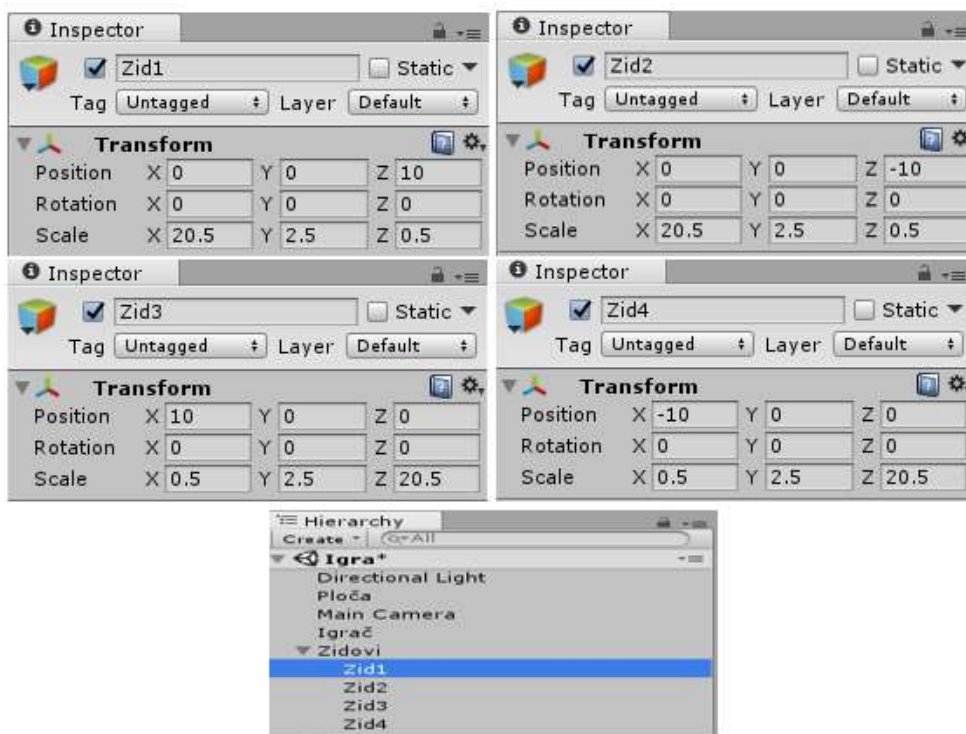 Inspector
Zid1 Static
Tag Untagged Layer Default
Transform
Position X 0 Y 0 Z 10
Rotation X 0 Y 0 Z 0
Scale X 20.5 Y 2.5 Z 0.5
Inspector
Zid2 Static
Tag Untagged Layer Default
Transform
Position X 0 Y 0 Z -10
Rotation X 0 Y 0 Z 0
Scale X 20.5 Y 2.5 Z 0.5
Inspector
Zid3 Static
Tag Untagged Layer Default
Transform
Position X 10 Y 0 Z 0
Rotation X 0 Y 0 Z 0
Scale X 0.5 Y 2.5 Z 20.5
Inspector
Zid4 Static
Tag Untagged Layer Default
Transform
Position X -10 Y 0 Z 0
Rotation X 0 Y 0 Z 0
Scale X 0.5 Y 2.5 Z 20.5
Hierarchy
Create All
Igra*
Directional Light
Ploča
Main Camera
Igrač
Zidovi
Zid1
Zid2
Zid3
Zid4